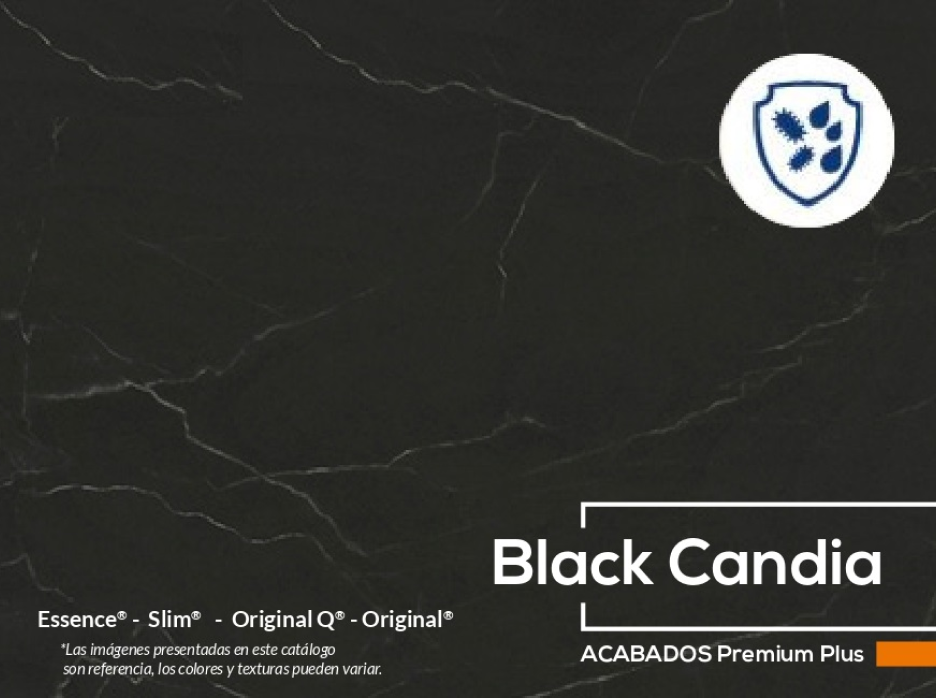 Black Candia
Essence® - Slim® - Original Q® - Original®
*Las imágenes presentadas en este catálogo
son referencia, los colores y texturas pueden variar.
ACABADOS Premium Plus